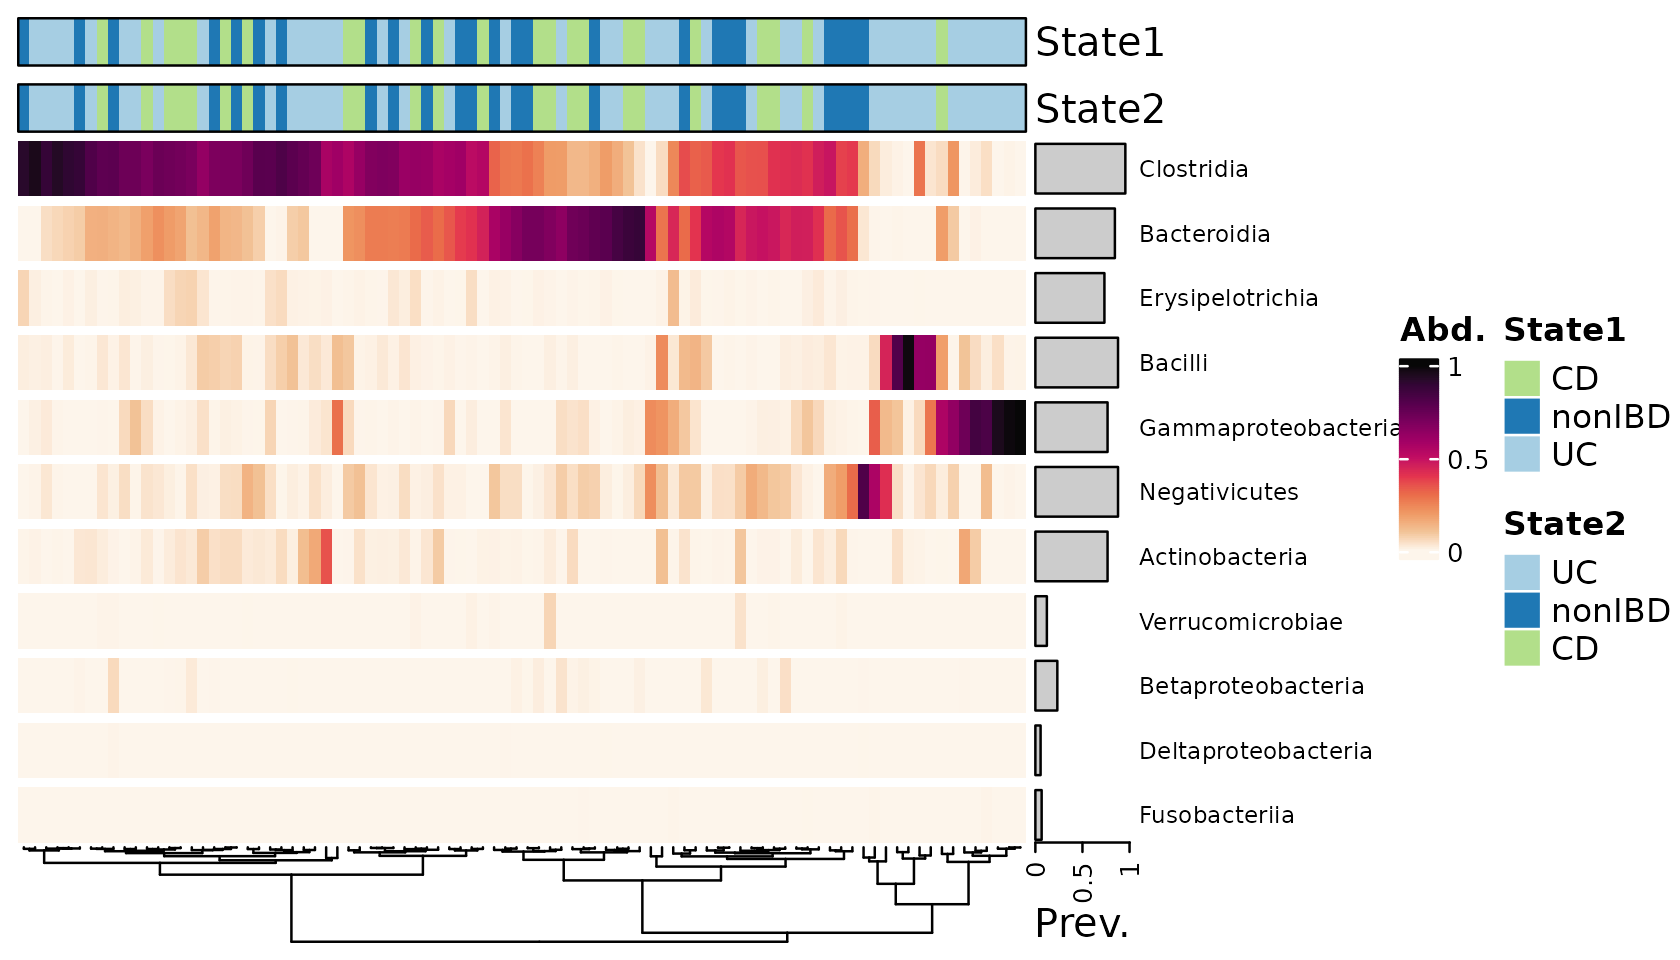 State1
State2
Clostridia
Bacteroidia
Erysipelotrichia
Bacilli
Gammaproteobacteria
Negativicutes
Actinobacteria
Verrucomicrobiae
Betaproteobacteria
Deltaproteobacteria
Fusobacteriia
0
0.5
1
Prev.
Abd.
1
0.5
0
State1
CD
nonIBD
UC
State2
UC
nonIBD
CD